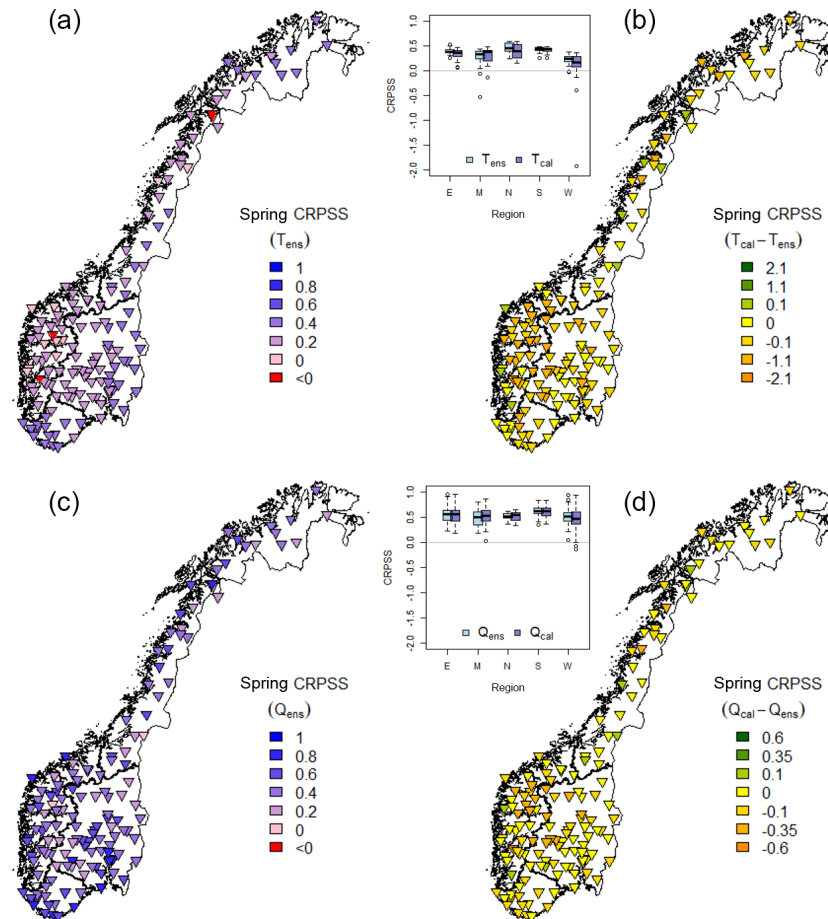 (a)
Spring CRPSS
(Tens)
1
0.8
0.6
0.4
0.2
0
<0
CRPSS
1.0
0.5
0.0
-0.5
-1.0
-1.5
-2.0
Tens Tcal
E M N S W
Region
(b)
Spring CRPSS
(Tcal−Tens)
2.1
1.1
0.1
0
-0.1
-1.1
-2.1
(c)
Spring CRPSS
(Qens)
1
0.8
0.6
0.4
0.2
0
<0
CRPSS
1.0
0.5
0.0
-0.5
-1.0
-1.5
-2.0
Qens Qcal
E M N S W
Region
(d)
Spring CRPSS
(Qcal−Qens)
0.6
0.35
0.1
0
-0.1
-0.35
-0.6